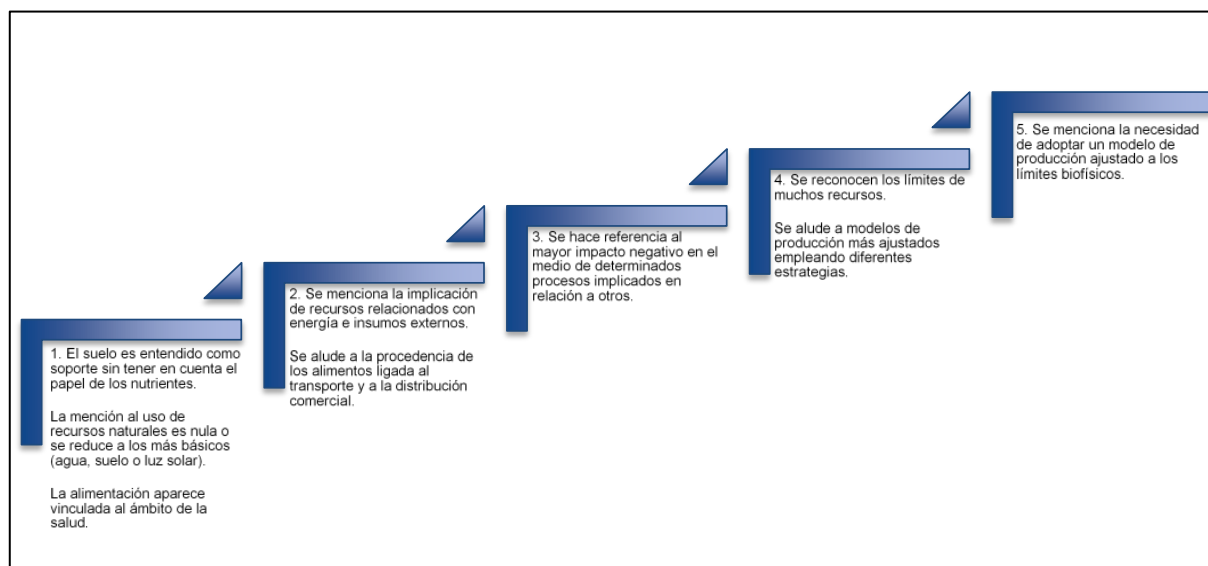 1. El suelo es entendido como
soporte sin tener en cuenta el
papel de los nutrientes.
La mención al uso de
recursos naturales es nula o
se reduce a los más básicos
(agua, suelo o luz solar).
La alimentación aparece
vinculada al ámbito de la
salud.
2. Se menciona la implicación
de recursos relacionados con
energía e insumos externos.
Se alude a la procedencia de
los alimentos ligada al
transporte y a la distribución
comercial.
3. Se hace referencia al
mayor impacto negativo en el
medio de determinados
procesos implicados en
relación a otros.
4. Se reconocen los límites de
muchos recursos.
Se alude a modelos de
producción más ajustados
empleando diferentes
estrategias.
5. Se menciona la necesidad
de adoptar un modelo de
producción ajustado a los
límites biofísicos.